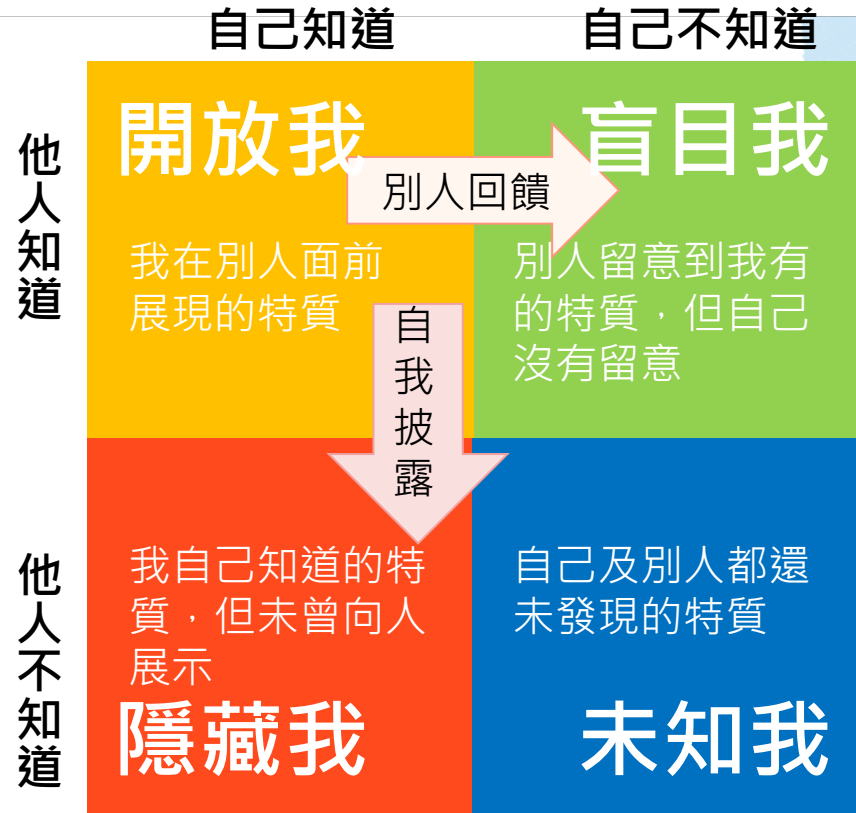 自己知道
自己不知道
他人知道
開放我
盲目我
別人回饋
我在別人面前
展現的特質
別人留意到我有
的特質，但自己
沒有留意
自我披露
他人不知道
我自己知道的特
質，但未曾向人
展示
隱藏我
自己及別人都還
未發現的特質
未知我